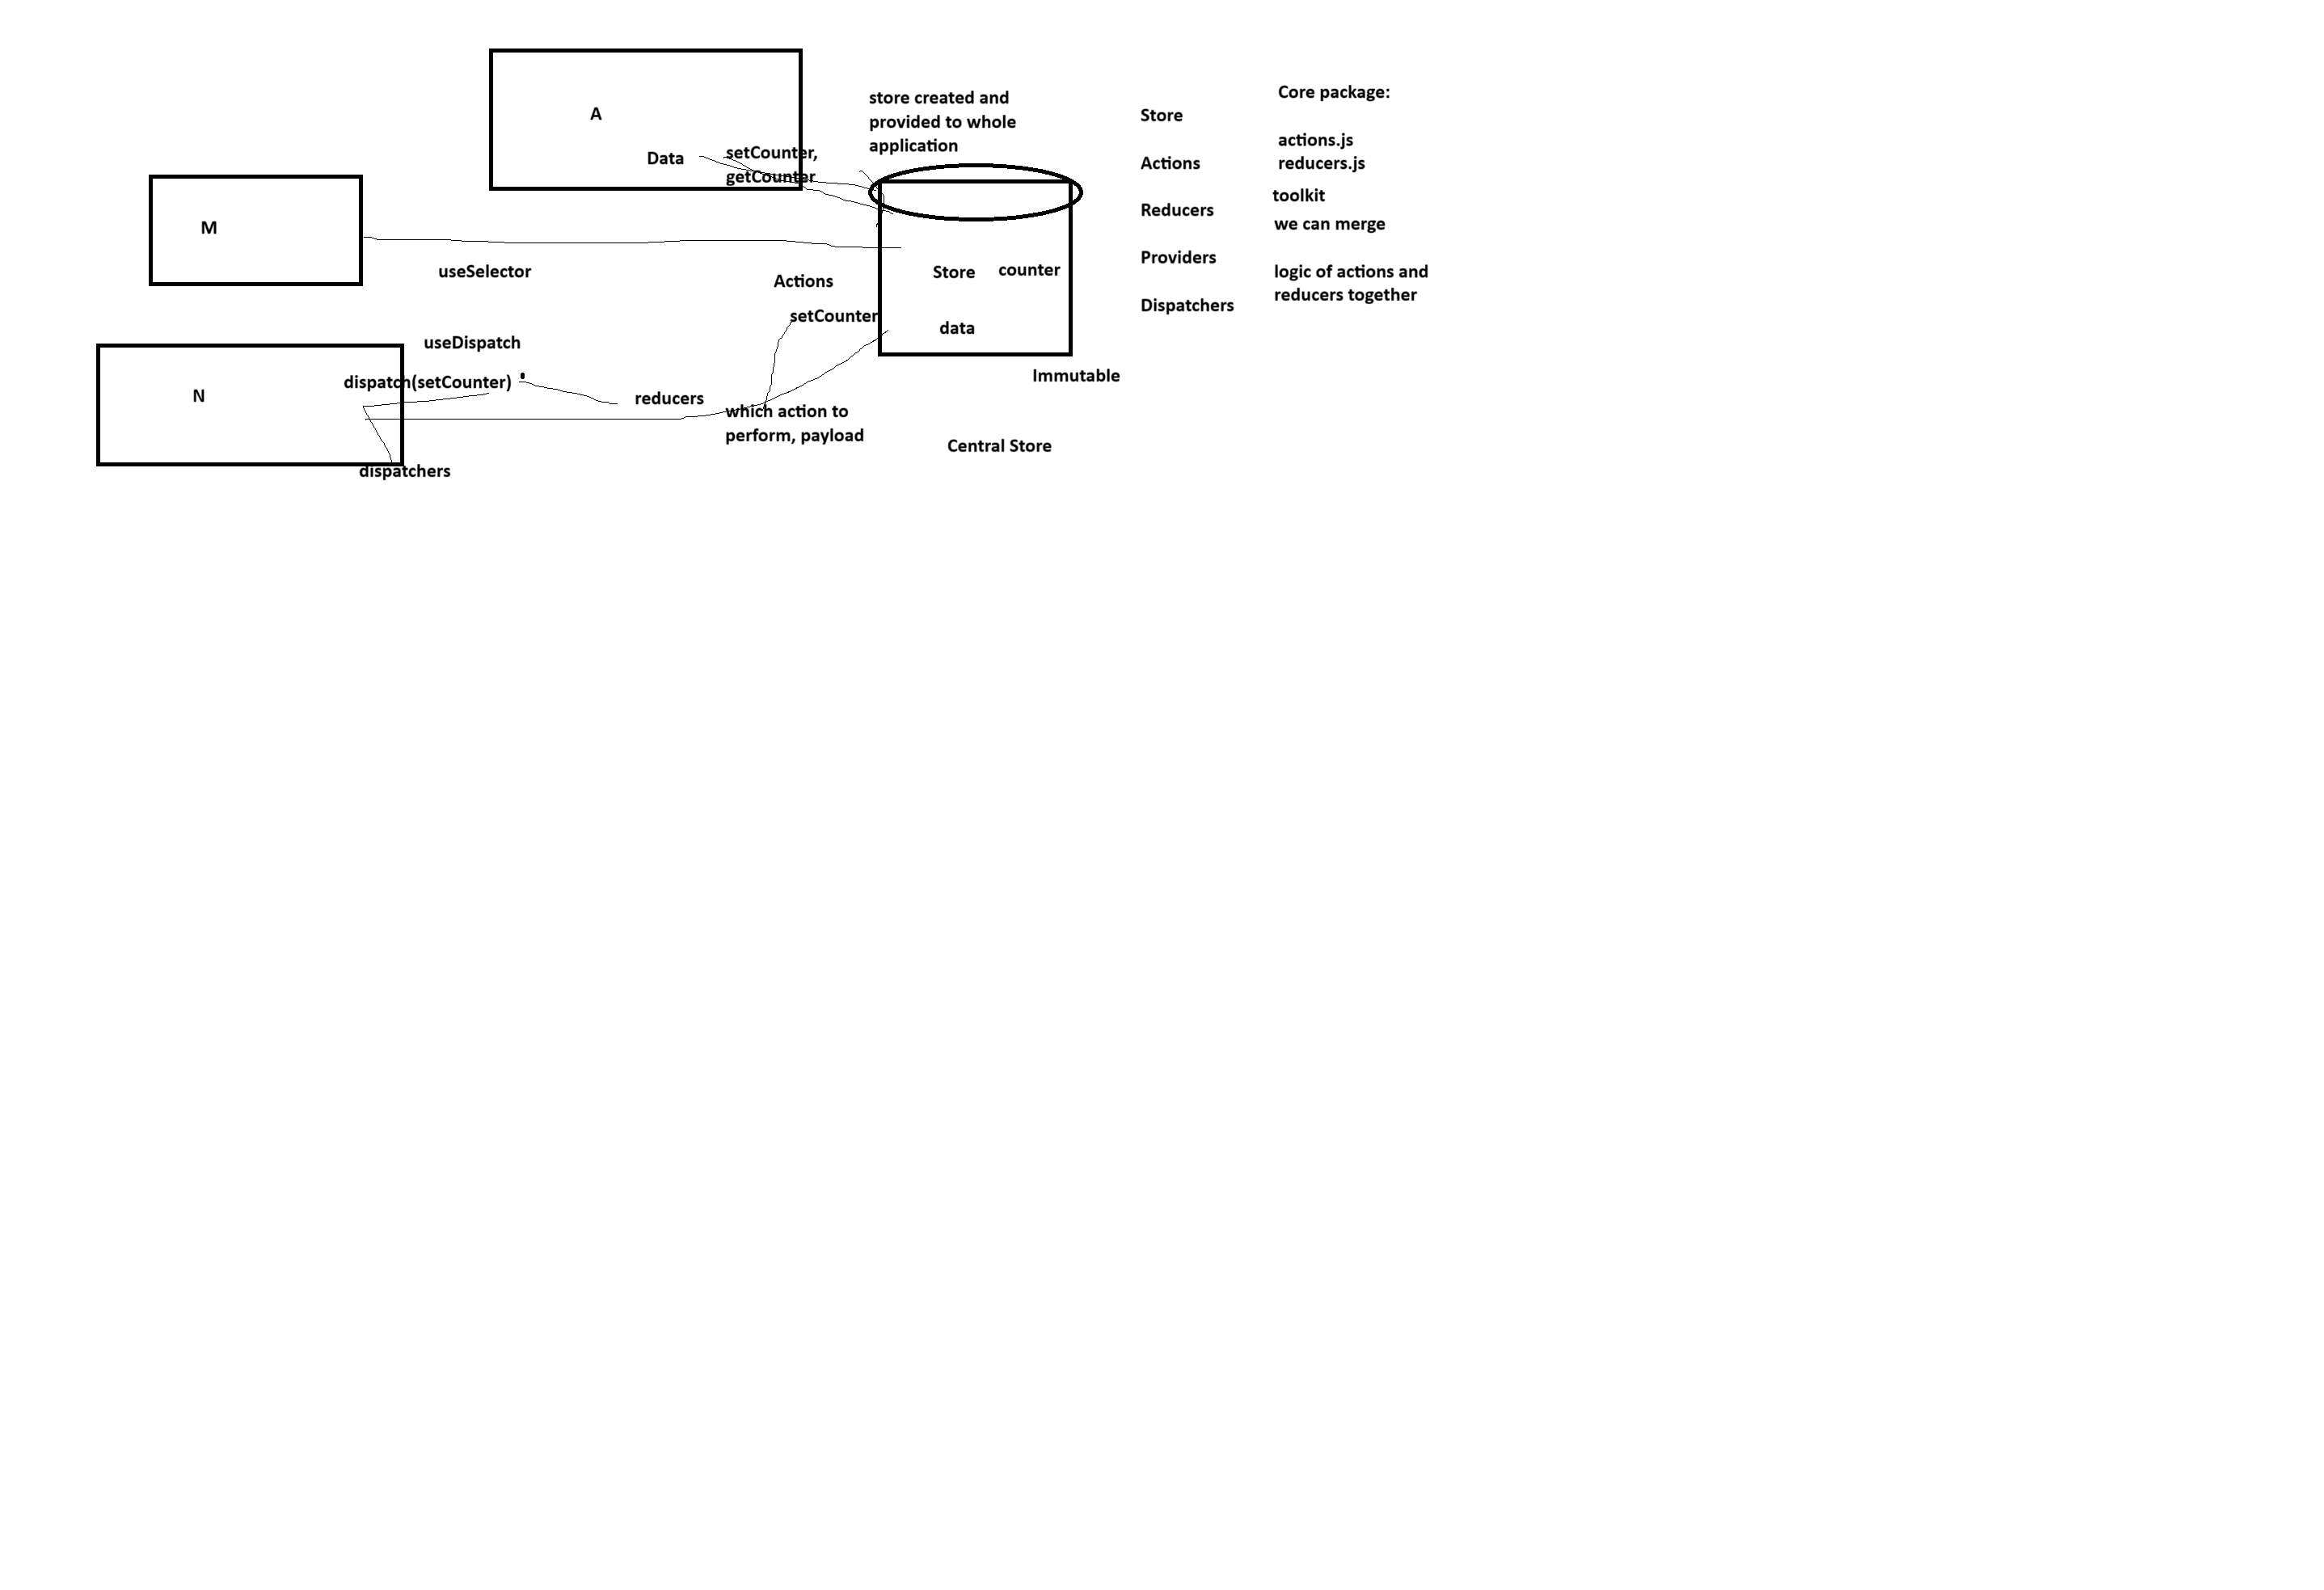 A
Data
setCounter,
getCounter
M
useSelector
useDispatch
N
dispatch(setCounter)
dispatchers
reducers
which action to
perform, payload
Actions
setCounter
store created and
provided to whole
application
Store
counter
data
Immutable
Central Store
Store
Actions
Reducers
Providers
Dispatchers
Core package:
actions.js
reducers.js
toolkit
we can merge
logic of actions and
reducers together